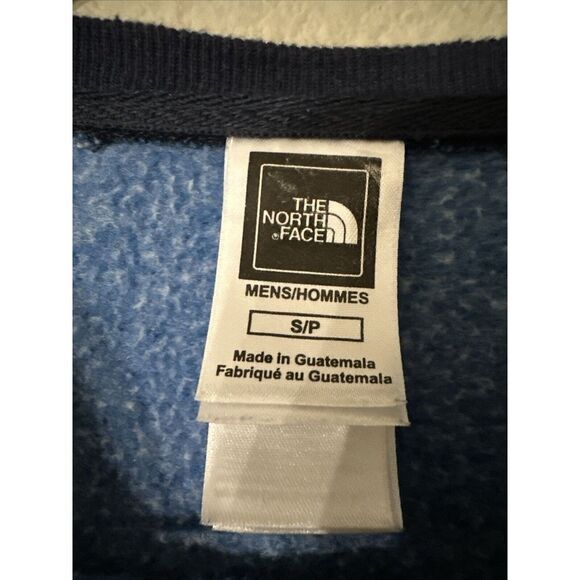 THE
NORTH
FACE
MENS/HOMMES
S/P
Made in Guatemala
Fabriqué au Guatemala